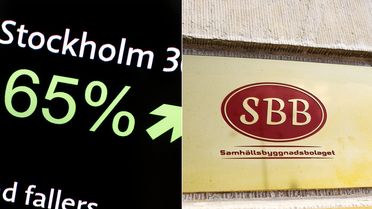 Stockholm 3
65%
d fallers
SBB
Samhällsbyggnadsbolaget